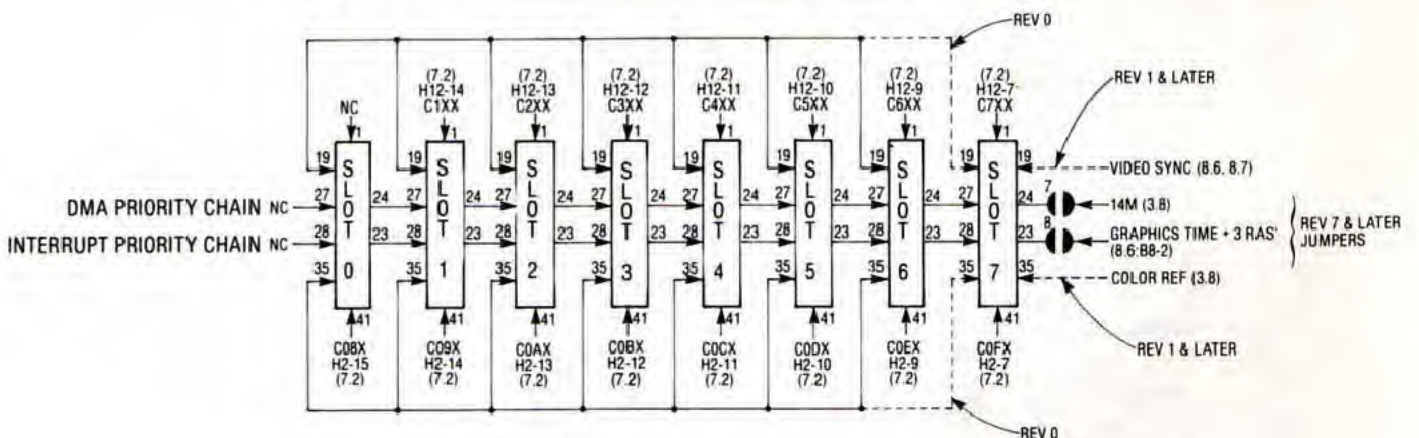 REV 0
REV 1 & LATER
(7.2) (7.2) (7.2) (7.2) (7.2) (7.2) (7.2)
H12-14 H12-13 H12-12 H12-11 H12-10 H12-9 H12-7
NC C1XX C2XX C3XX C4XX C5XX C6XX C7XX
1 1 1 1 1 1 1 1
19 19 19 19 19 19 19 19 19 VIDEO SYNC (8.6, 8.7)
DMA PRIORITY CHAIN NC 27 24 27 24 27 24 27 24 27 24 27 24 27 24 27 24 7 14M (3.8)
INTERRUPT PRIORITY CHAIN NC 28 23 28 23 28 23 28 23 28 23 28 23 28 23 28 23 8 GRAPHICS TIME + 3 RAS'
(8.6:B8-2)
REV 7 & LATER
JUMPERS
35 35 35 35 35 35 35 35 35 COLOR REF (3.8)
SLOT 0 SLOT 1 SLOT 2 SLOT 3 SLOT 4 SLOT 5 SLOT 6 SLOT 7
41 41 41 41 41 41 41 41
C08X C09X C0AX C0BX C0CX C0DX C0EX C0FX
H2-15 H2-14 H2-13 H2-12 H2-11 H2-10 H2-9 H2-7
(7.2) (7.2) (7.2) (7.2) (7.2) (7.2) (7.2) (7.2)
REV 1 & LATER
REV 0